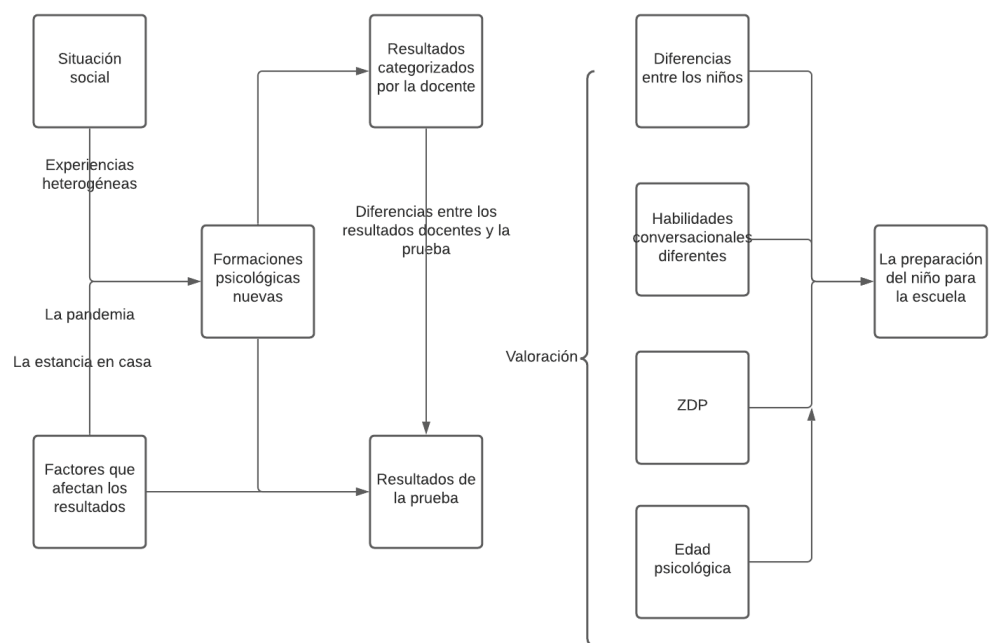 Situación
social
Experiencias
heterogéneas
La pandemia
La estancia en casa
Factores que
afectan los
resultados
Formaciones
psicológicas
nuevas
Resultados
categorizados
por la docente
Diferencias entre los
resultados docentes y la
prueba
Resultados de
la prueba
Valoración
Diferencias
entre los niños
Habilidades
conversacionales
diferentes
ZDP
Edad
psicológica
La preparación
del niño para
la escuela